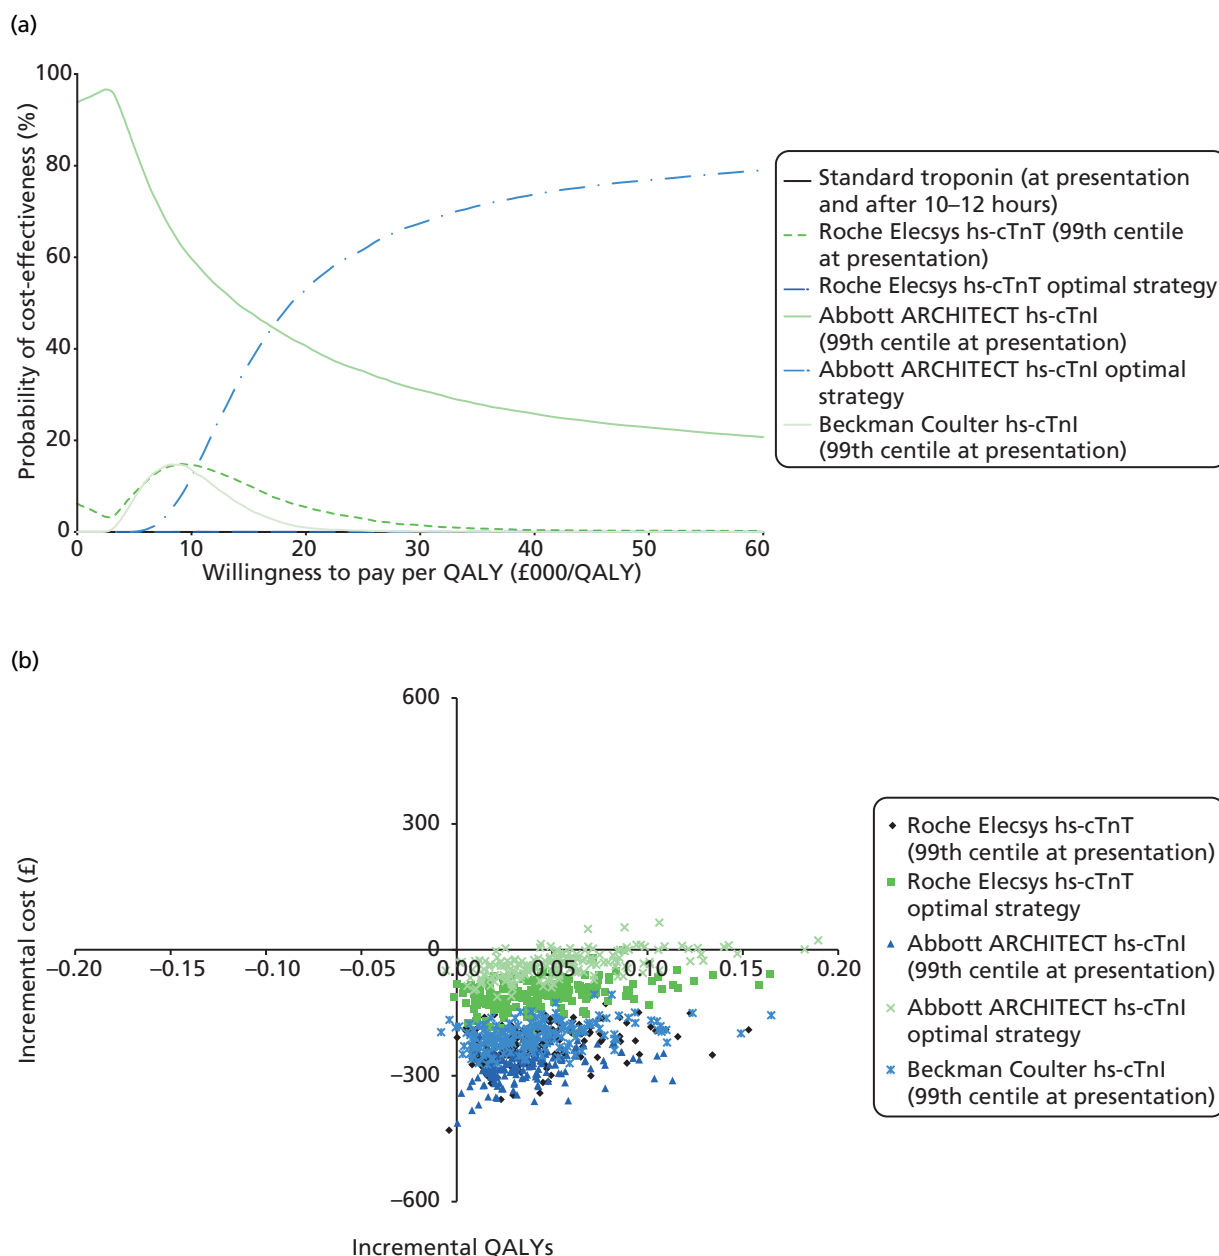 (a)
100
80
60
40
20
0
0 10 20 30 40 50 60
Probability of cost-effectiveness (%)
Willingness to pay per QALY (£000/QALY)
Standard troponin (at presentation
and after 10–12 hours)
Roche Elecsys hs-cTnT (99th centile
at presentation)
Roche Elecsys hs-cTnT optimal strategy
Abbott ARCHITECT hs-cTnI
(99th centile at presentation)
Abbott ARCHITECT hs-cTnI optimal
strategy
Beckman Coulter hs-cTnI
(99th centile at presentation)
(b)
600
300
0
–300
–600
–0.20 –0.15 –0.10 –0.05 0.00 0.05 0.10 0.15 0.20
Incremental cost (£)
Incremental QALYs
Roche Elecsys hs-cTnT
(99th centile at presentation)
Roche Elecsys hs-cTnT
optimal strategy
Abbott ARCHITECT hs-cTnI
(99th centile at presentation)
Abbott ARCHITECT hs-cTnI
optimal strategy
Beckman Coulter hs-cTnI
(99th centile at presentation)